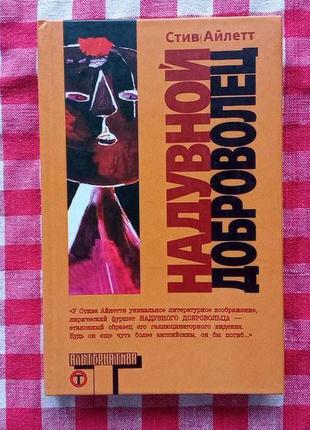 Стив Айлетт
НАДУВНОЙ
ДОБРОВОЛЕЦ
«У Стива Айлетта уникальное литературное воображение,
лирический фуршет НАДУВНОГО ДОБРОВОЛЬЦА —
эталонный образец его галлюцинаторного видения.
Будь он еще чуть более английским, он бы погиб...»
АЛЬТЕРНАТИВА
Т